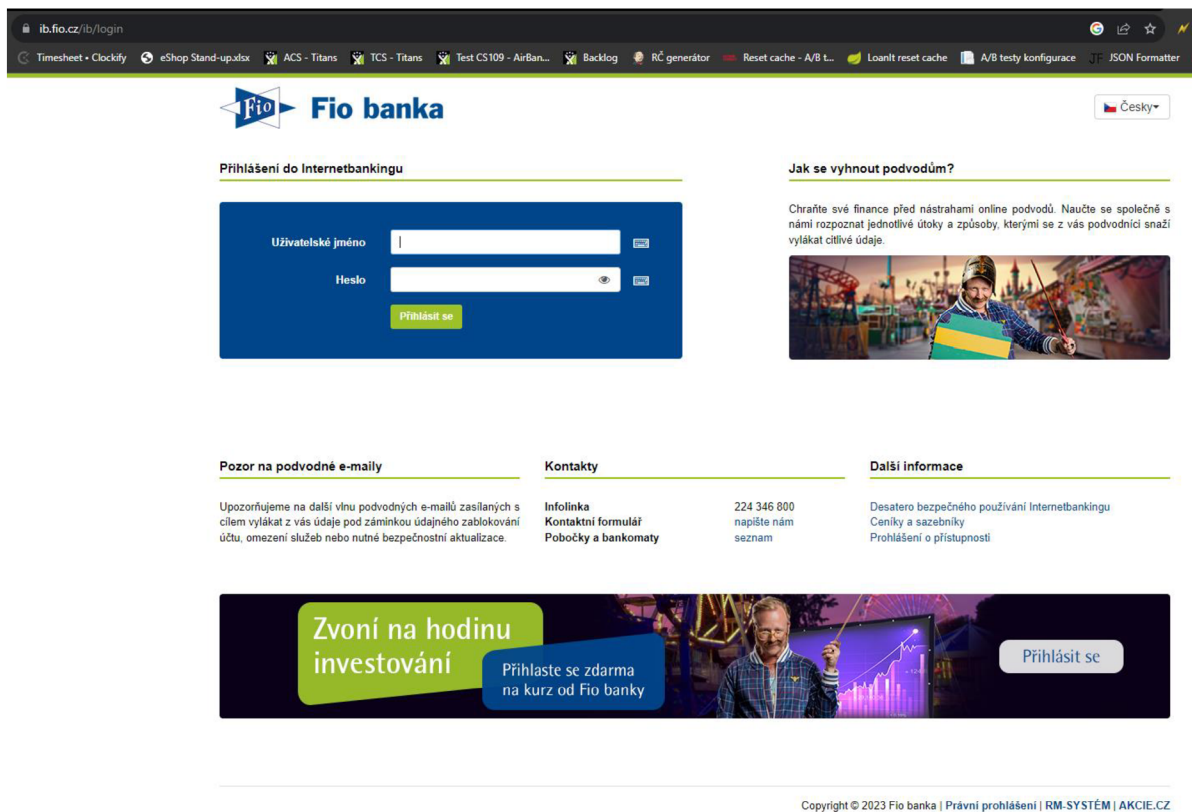 ib.fio.cz/ib/login
Timesheet • Clockify eShop Stand-up.xlsx ACS - Titans TCS - Titans Test CS109 - AirBan... Backlog RČ generátor Reset cache - A/B t... LoanIt reset cache A/B testy konfigurace JF JSON Formatter
Fio Fio banka
Česky
Přihlášení do Internetbankingu
Uživatelské jméno
Heslo
Přihlásit se
Jak se vyhnout podvodům?
Chraňte své finance před nástrahami online podvodů. Naučte se společně s
námi rozpoznat jednotlivé útoky a způsoby, kterými se z vás podvodníci snaží
vylákat citlivé údaje.
Pozor na podvodné e-maily
Upozorňujeme na další vlnu podvodných e-mailů zasílaných s
cílem vylákat z vás údaje pod záminkou údajného zablokování
účtu, omezení služeb nebo nutné bezpečnostní aktualizace.
Kontakty
Infolinka 224 346 800
Kontaktní formulář napište nám
Pobočky a bankomaty seznam
Další informace
Desatero bezpečného používání Internetbankingu
Ceníky a sazebníky
Prohlášení o přístupnosti
Zvoní na hodinu
investování
Přihlaste se zdarma
na kurz od Fio banky
Přihlásit se
Copyright © 2023 Fio banka | Právní prohlášení | RM-SYSTÉM | AKCIE.CZ